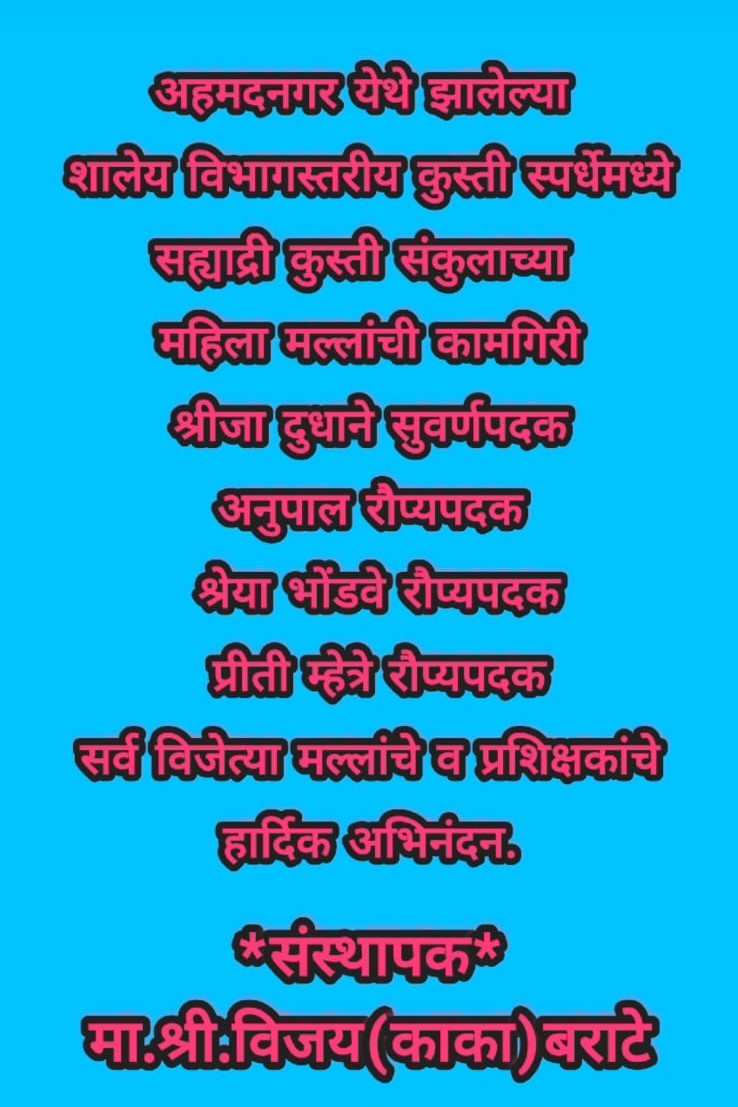 अहमदनगर येथे झालेल्या
शालेय विभागस्तरीय कुस्ती स्पर्धेमध्ये
सह्याद्री कुस्ती संकुलाच्या
महिला मल्लांची कामगिरी
श्रीजा दुधाने सुवर्णपदक
अनुपाल रौप्यपदक
श्रेया भोंडवे रौप्यपदक
प्रीती म्हेत्रे रौप्यपदक
सर्व विजेत्या मल्लांचे व प्रशिक्षकांचे
हार्दिक अभिनंदन.
*संस्थापक*
मा.श्री.विजय(काका)बराटे